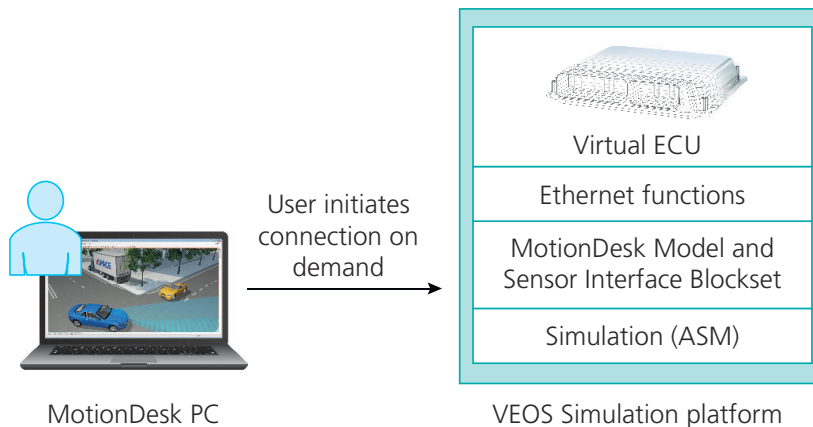 Virtual ECU
Ethernet functions
User initiates
connection on
demand
MotionDesk Model and
Sensor Interface Blockset
Simulation (ASM)
MotionDesk PC
VEOS Simulation platform